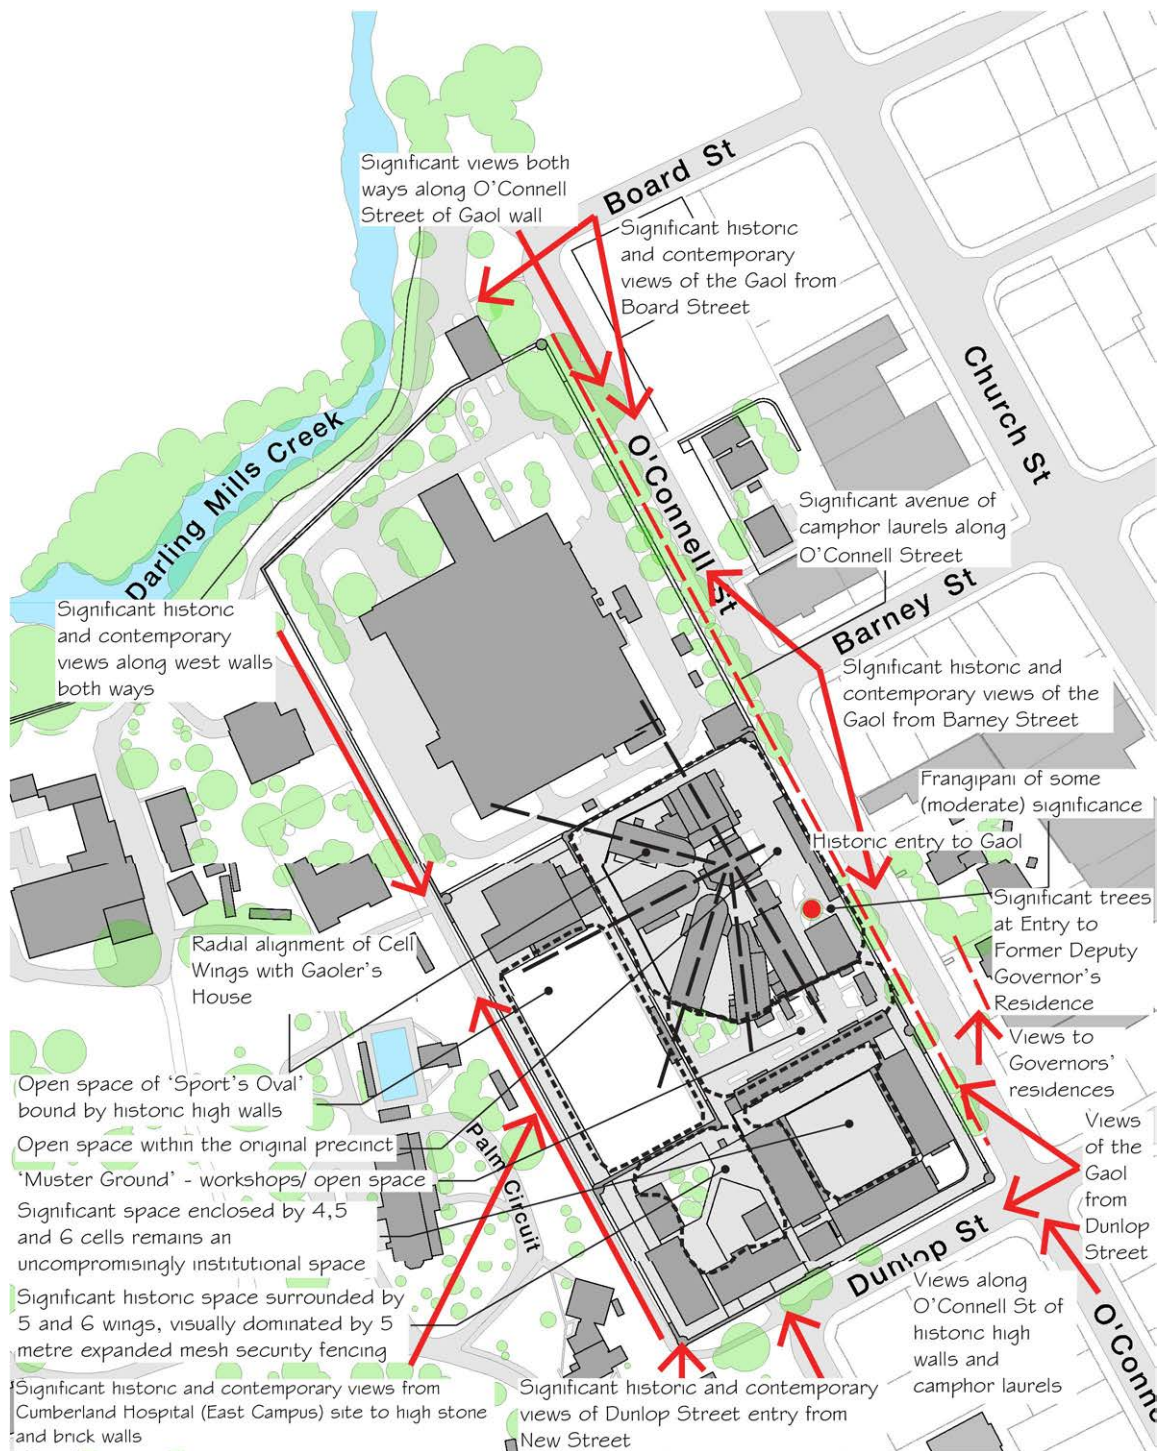 Significant views both
ways along O'Connell
Street of Gaol wall
Board St
Significant historic
and contemporary
views of the Gaol from
Board Street
Church St
Darling Mills Creek
O'Connell St
Significant avenue of
camphor laurels along
O'Connell Street
Barney St
Significant historic
and contemporary
views along west walls
both ways
SIgnificant historic and
contemporary views of the
Gaol from Barney Street
Frangipani of some
(moderate) significance
Historic entry to Gaol
Significant trees
at Entry to
Former Deputy
Governor's
Residence
Radial alignment of Cell
Wings with Gaoler's
House
Views to
Governors'
residences
Open space of 'Sport's Oval'
bound by historic high walls
Open space within the original precinct
'Muster Ground' - workshops/ open space
Significant space enclosed by 4,5
and 6 cells remains an
uncompromisingly institutional space
Significant historic space surrounded by
5 and 6 wings, visually dominated by 5
metre expanded mesh security fencing
Palm Circuit
Views
of the
Gaol
from
Dunlop
Street
Dunlop St
Views along
O'Connell St of
historic high
walls and
camphor laurels
O'Conne
Significant historic and contemporary views from
Cumberland Hospital (East Campus) site to high stone
and brick walls
Significant historic and contemporary
views of Dunlop Street entry from
New Street